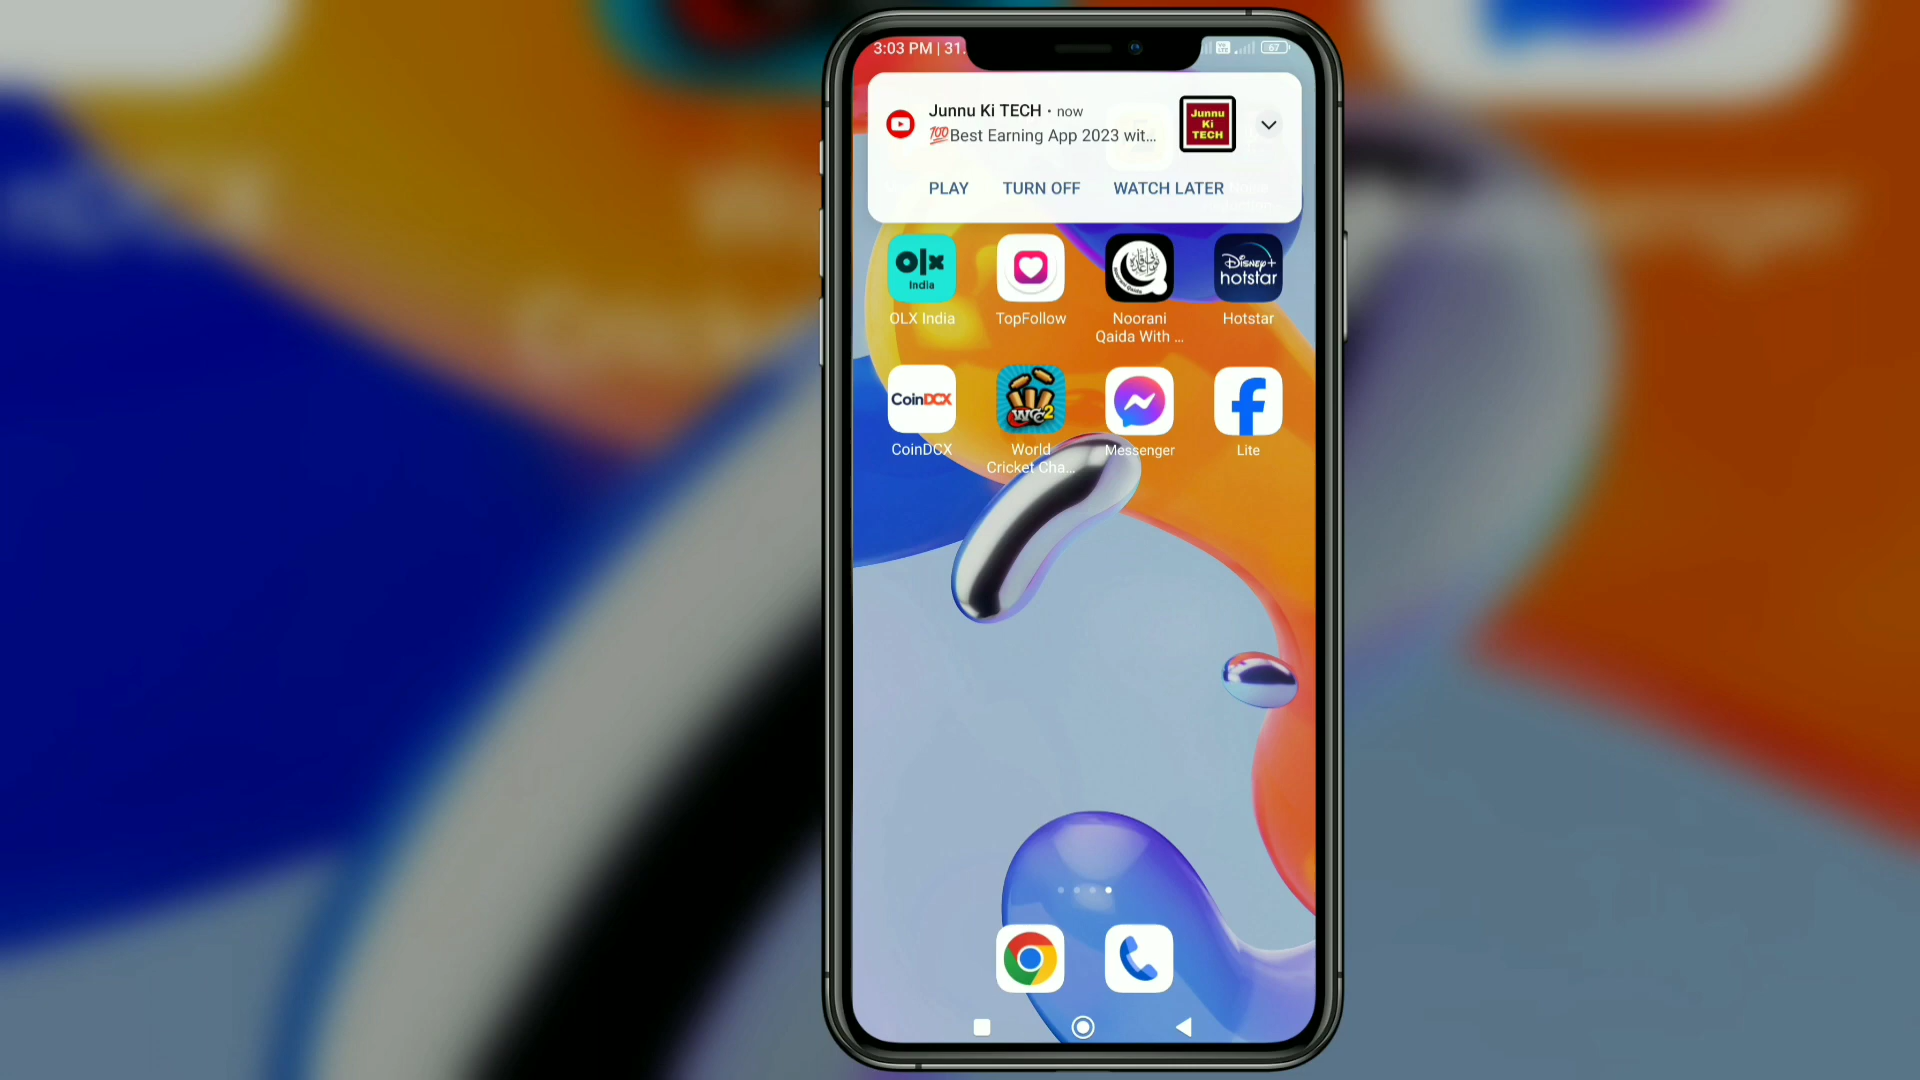 3:03 PM | 31.
67
Junnu Ki TECH • now
💯Best Earning App 2023 wit...
Junnu
Ki
TECH
PLAY TURN OFF WATCH LATER
olx
India
Disney+
hotstar
OLX India
TopFollow
Noorani
Qaida With ...
Hotstar
CoinDCX
WCC2
CoinDCX
World
Cricket Cha...
Messenger
Lite